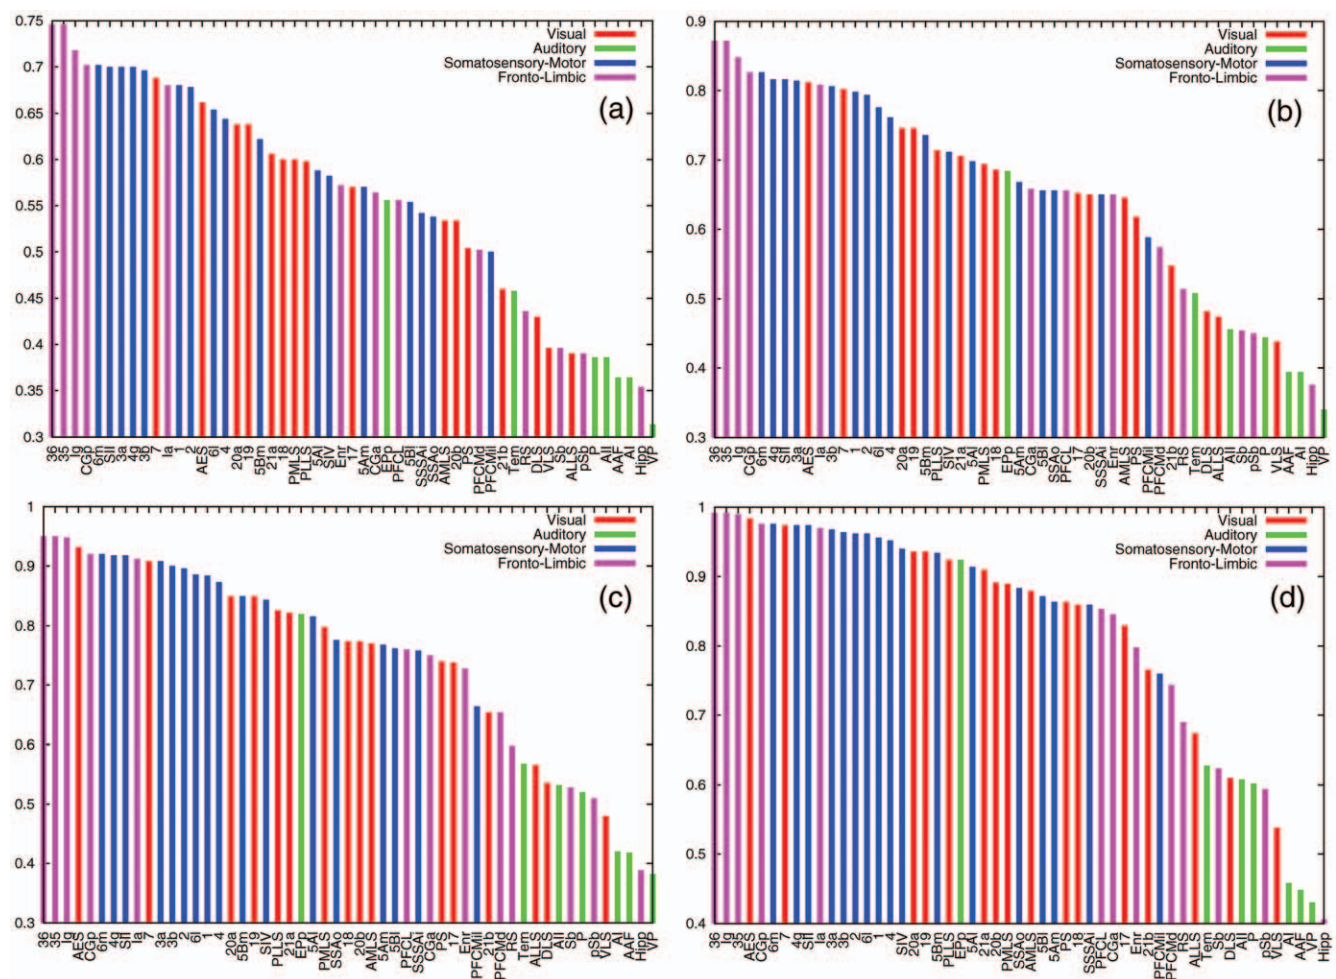 0.75
0.7
0.65
0.6
0.55
0.5
0.45
0.4
0.35
0.3
Visual
Auditory
Somatosensory-Motor
Fronto-Limbic
(a)
36 35 Ig CGp 6m SII 3a 4g 3b 7 Ia 1 2 AES 6l 4 20a 19 5Bm 21a 18 PMLS PLLS 5Al SIV Enr 17 5Am CGa EPp PFCL 5Bl SSSAi SSAo AMLS 20b PS PFCMd PFCMil 21b Tem RS DLS VLS Sb ALLS pSb P AII AAF AI Hipp VP
0.9
0.8
0.7
0.6
0.5
0.4
0.3
Visual
Auditory
Somatosensory-Motor
Fronto-Limbic
(b)
36 35 Ig CGp 6m 4g SII 3a AES Ia 3b 7 1 2 6l 4 20a 19 5Bm PLLS SIV 21a 5Al PMLS 18 EPp 5Am CGa 5Bl SSAo PFCL 17 20b SSSAi Enr AMLS PS PFCMil PFCMd 21b RS Tem DLS ALLS AII Sb pSb P VLS AAF AI Hipp VP
1
0.9
0.8
0.7
0.6
0.5
0.4
0.3
Visual
Auditory
Somatosensory-Motor
Fronto-Limbic
(c)
36 35 Ig AES CGp 6m 4g SII Ia 7 3a 3b 2 6l 1 4 20a 5Bm 19 SIV PLLS 21a EPp 5Al PMLS SSAo 18 20b AMLS 5Am 5Bl PFCL SSSAi CGa PS 17 Enr PFCMil 21b PFCMd RS Tem ALLS DLS AII Sb P pSb VLS AI AAF Hipp VP
1
0.9
0.8
0.7
0.6
0.5
0.4
Visual
Auditory
Somatosensory-Motor
Fronto-Limbic
(d)
36 35 Ig AES CGp 6m 7 4g SII Ia 3a 3b 2 1 6l 4 SIV 20a 19 5Bm PLLS EPp 5Al 21a 20b PMLS SSAo AMLS 5Bl 5Am PS 18 SSSAi PFCL CGa 17 Enr 21b PFCMil PFCMd RS ALLS Tem Sb DLS AII P pSb VLS AI AAF VP Hipp